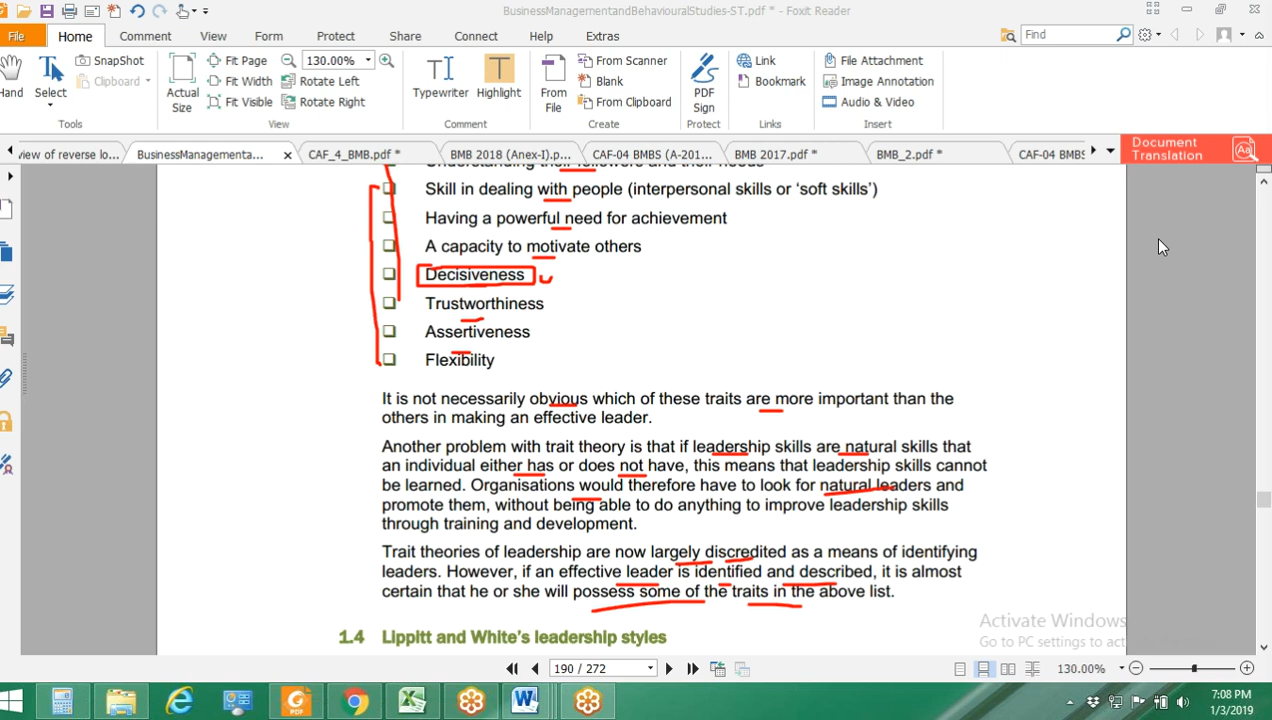 BusinessManagementandBehaviouralStudies-ST.pdf * - Foxit Reader
File Home Comment View Form Protect Share Connect Help Extras Find
Hand Select SnapShot Clipboard Actual Size Fit Page Fit Width Fit Visible 130.00% Rotate Left Rotate Right Typewriter Highlight From File From Scanner Blank From Clipboard PDF Sign Link Bookmark File Attachment Image Annotation Audio & Video
Tools View Comment Create Protect Links Insert
view of reverse lo... BusinessManagementa... CAF_4_BMB.pdf * BMB 2018 (Anex-I).p... CAF-04 BMBS (A-201... BMB 2017.pdf * BMB_2.pdf * CAF-04 BMBS Document Translation
Understanding their followers and their needs
Skill in dealing with people (interpersonal skills or ‘soft skills’)
Having a powerful need for achievement
A capacity to motivate others
Decisiveness
Trustworthiness
Assertiveness
Flexibility
It is not necessarily obvious which of these traits are more important than the
others in making an effective leader.
Another problem with trait theory is that if leadership skills are natural skills that
an individual either has or does not have, this means that leadership skills cannot
be learned. Organisations would therefore have to look for natural leaders and
promote them, without being able to do anything to improve leadership skills
through training and development.
Trait theories of leadership are now largely discredited as a means of identifying
leaders. However, if an effective leader is identified and described, it is almost
certain that he or she will possess some of the traits in the above list.
1.4 Lippitt and White’s leadership styles
Activate Windows
Go to PC settings to
190 / 272 130.00%
7:08 PM
1/3/2019